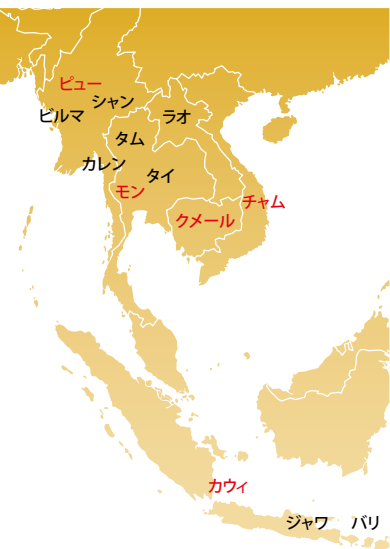 ピュー
シャン
ビルマ
ラオ
タム
カレン
タイ
モン
チャム
クメール
カウィ
ジャワ
バリ